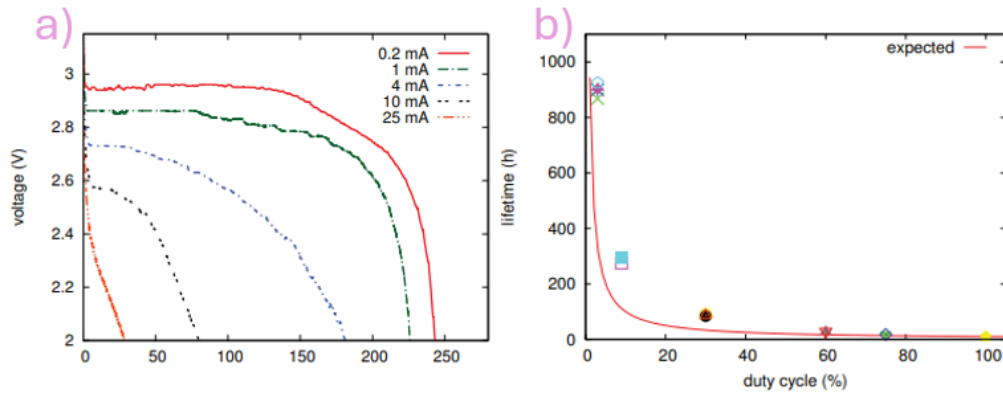 a)
voltage (V)
3
2.8
2.6
2.4
2.2
2
0 50 100 150 200 250
0.2 mA
1 mA
4 mA
10 mA
25 mA
b)
lifetime (h)
1000
800
600
400
200
0
0 20 40 60 80 100
duty cycle (%)
expected